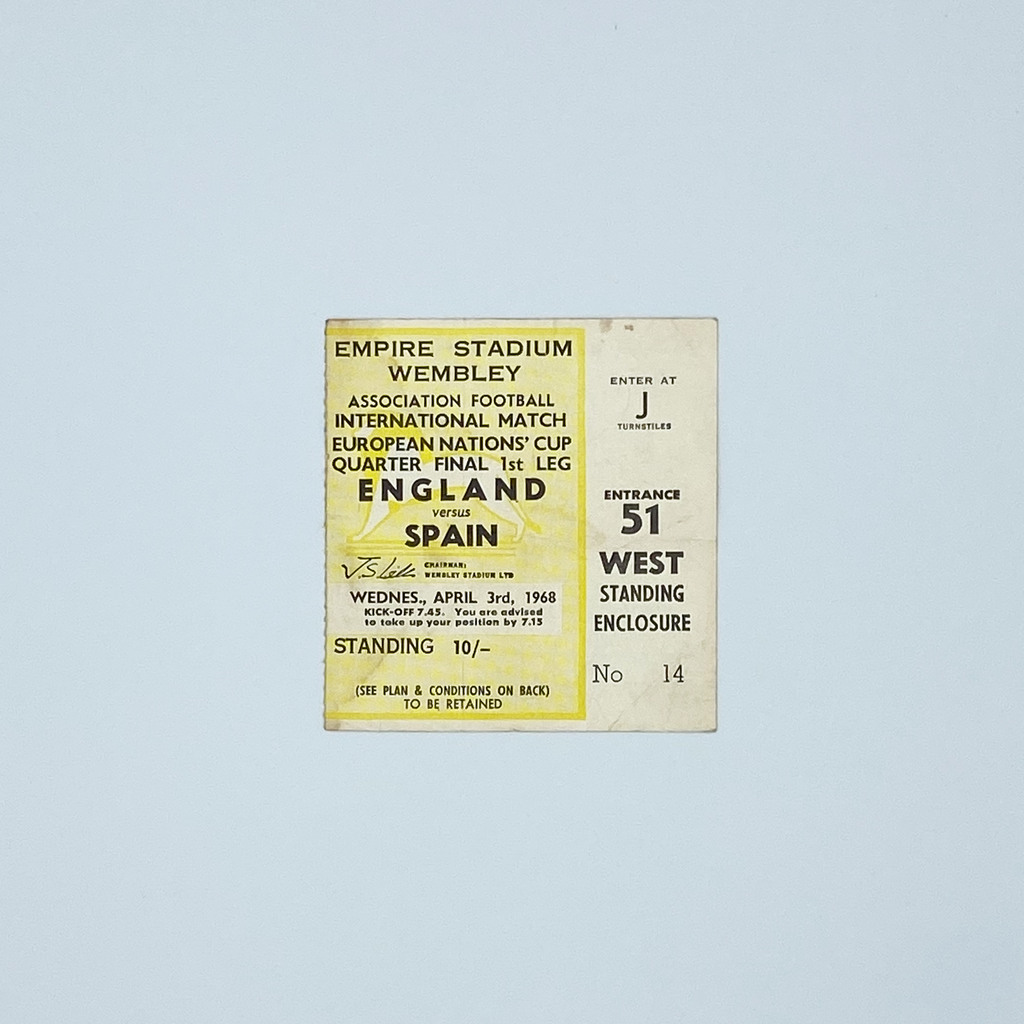 EMPIRE STADIUM
WEMBLEY
ASSOCIATION FOOTBALL
INTERNATIONAL MATCH
EUROPEAN NATIONS' CUP
QUARTER FINAL 1st LEG
ENGLAND
versus
SPAIN
CHAIRMAN:
WEMBLEY STADIUM LTD
WEDNES., APRIL 3rd, 1968
KICK-OFF 7.45. You are advised
to take up your position by 7.15
STANDING 10/–
(SEE PLAN & CONDITIONS ON BACK)
TO BE RETAINED
ENTER AT
J
TURNSTILES
ENTRANCE
51
WEST
STANDING
ENCLOSURE
No 14